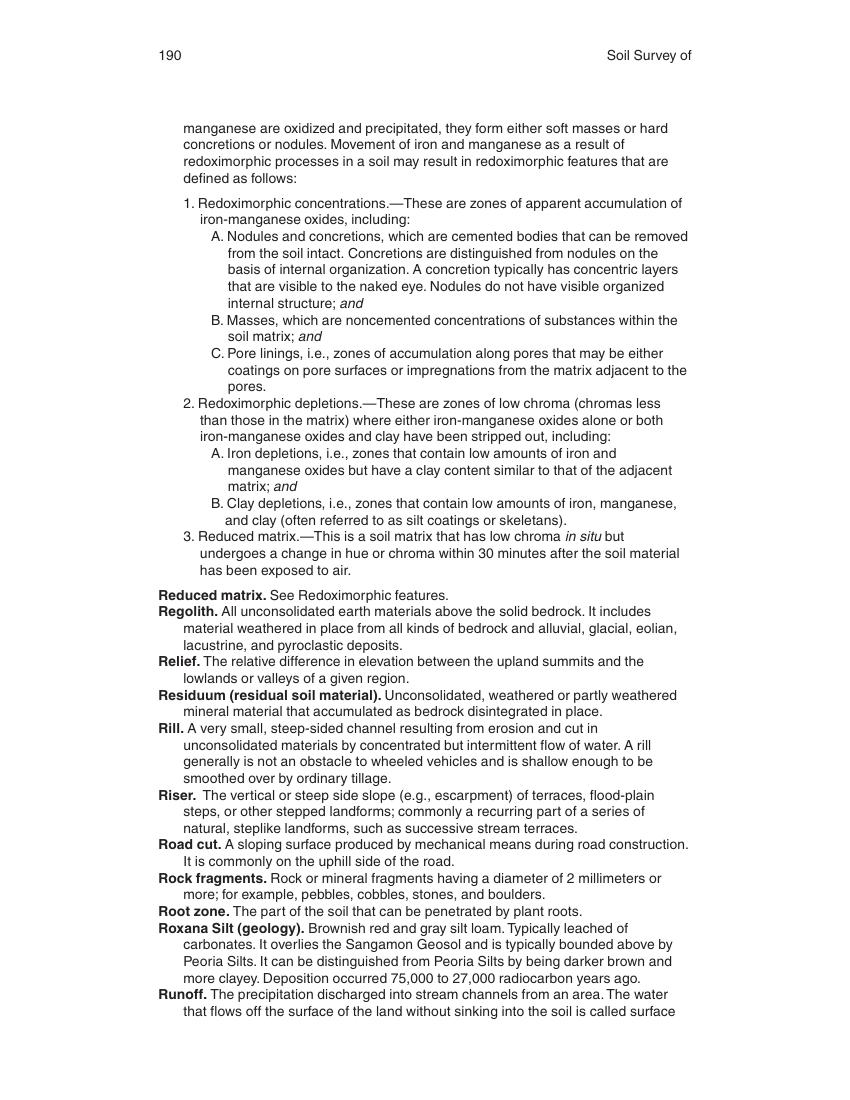 190 Soil Survey of
manganese are oxidized and precipitated, they form either soft masses or hard
concretions or nodules. Movement of iron and manganese as a result of
redoximorphic processes in a soil may result in redoximorphic features that are
defined as follows:
1. Redoximorphic concentrations.—These are zones of apparent accumulation of
iron-manganese oxides, including:
A. Nodules and concretions, which are cemented bodies that can be removed
from the soil intact. Concretions are distinguished from nodules on the
basis of internal organization. A concretion typically has concentric layers
that are visible to the naked eye. Nodules do not have visible organized
internal structure; and
B. Masses, which are noncemented concentrations of substances within the
soil matrix; and
C. Pore linings, i.e., zones of accumulation along pores that may be either
coatings on pore surfaces or impregnations from the matrix adjacent to the
pores.
2. Redoximorphic depletions.—These are zones of low chroma (chromas less
than those in the matrix) where either iron-manganese oxides alone or both
iron-manganese oxides and clay have been stripped out, including:
A. Iron depletions, i.e., zones that contain low amounts of iron and
manganese oxides but have a clay content similar to that of the adjacent
matrix; and
B. Clay depletions, i.e., zones that contain low amounts of iron, manganese,
and clay (often referred to as silt coatings or skeletans).
3. Reduced matrix.—This is a soil matrix that has low chroma in situ but
undergoes a change in hue or chroma within 30 minutes after the soil material
has been exposed to air.
Reduced matrix. See Redoximorphic features.
Regolith. All unconsolidated earth materials above the solid bedrock. It includes
material weathered in place from all kinds of bedrock and alluvial, glacial, eolian,
lacustrine, and pyroclastic deposits.
Relief. The relative difference in elevation between the upland summits and the
lowlands or valleys of a given region.
Residuum (residual soil material). Unconsolidated, weathered or partly weathered
mineral material that accumulated as bedrock disintegrated in place.
Rill. A very small, steep-sided channel resulting from erosion and cut in
unconsolidated materials by concentrated but intermittent flow of water. A rill
generally is not an obstacle to wheeled vehicles and is shallow enough to be
smoothed over by ordinary tillage.
Riser. The vertical or steep side slope (e.g., escarpment) of terraces, flood-plain
steps, or other stepped landforms; commonly a recurring part of a series of
natural, steplike landforms, such as successive stream terraces.
Road cut. A sloping surface produced by mechanical means during road construction.
It is commonly on the uphill side of the road.
Rock fragments. Rock or mineral fragments having a diameter of 2 millimeters or
more; for example, pebbles, cobbles, stones, and boulders.
Root zone. The part of the soil that can be penetrated by plant roots.
Roxana Silt (geology). Brownish red and gray silt loam. Typically leached of
carbonates. It overlies the Sangamon Geosol and is typically bounded above by
Peoria Silts. It can be distinguished from Peoria Silts by being darker brown and
more clayey. Deposition occurred 75,000 to 27,000 radiocarbon years ago.
Runoff. The precipitation discharged into stream channels from an area. The water
that flows off the surface of the land without sinking into the soil is called surface